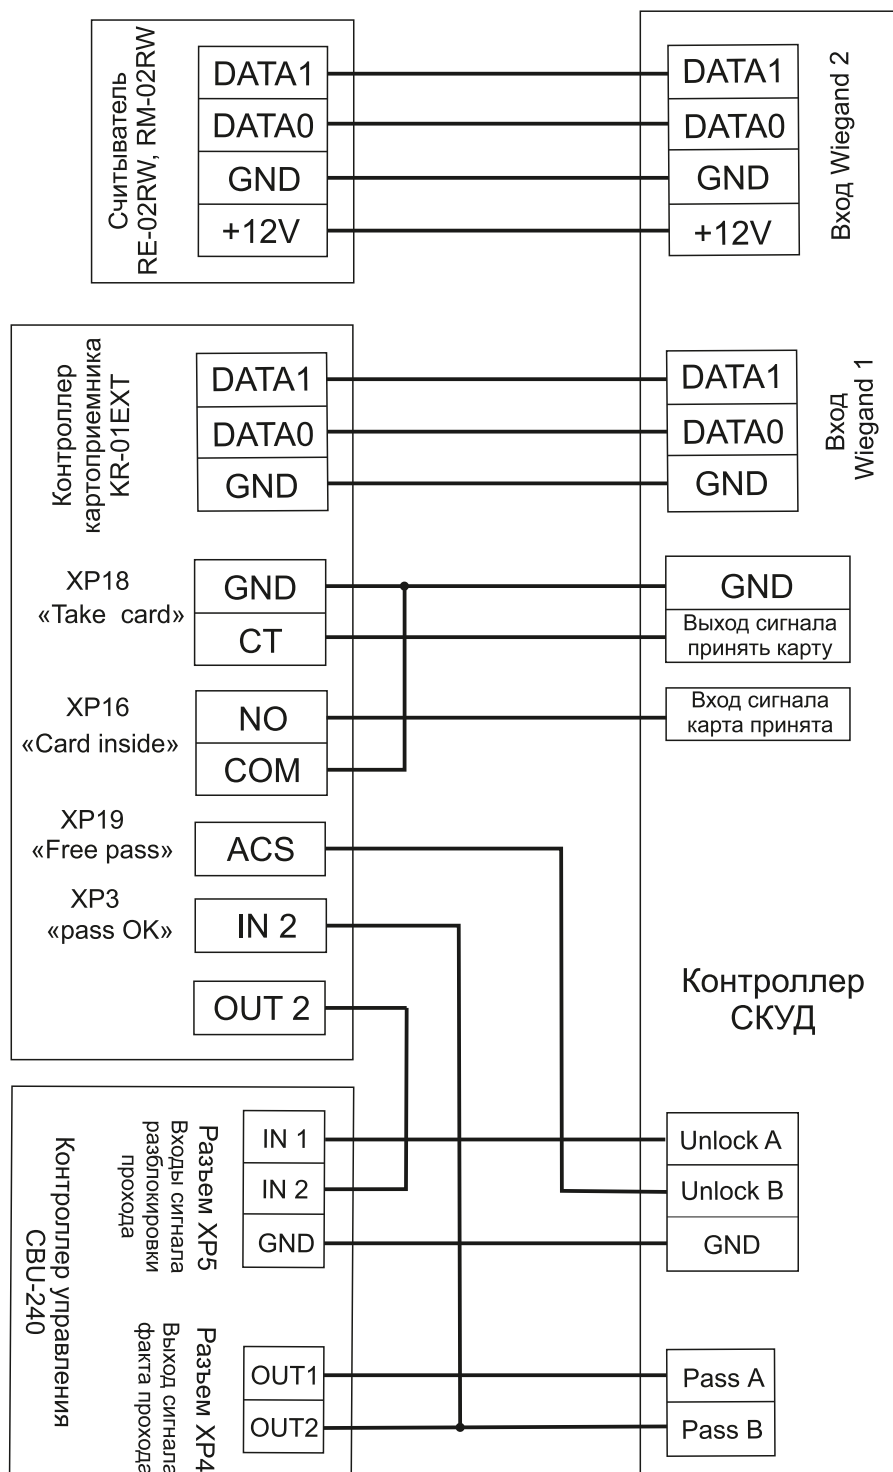 Считыватель
RE-02RW, RM-02RW
DATA1
DATA0
GND
+12V
DATA1
DATA0
GND
+12V
Вход Wiegand 2
Контроллер
картоприемника
KR-01EXT
DATA1
DATA0
GND
DATA1
DATA0
GND
Вход
Wiegand 1
XP18
«Take card»
GND
CT
GND
Выход сигнала
принять карту
XP16
«Card inside»
NO
COM
Вход сигнала
карта принята
XP19
«Free pass»
ACS
XP3
«pass OK»
IN 2
OUT 2
Контроллер
СКУД
Контроллер управления
CBU-240
Разъем XP5
Входы сигнала
разблокировки
прохода
IN 1
IN 2
GND
Unlock A
Unlock B
GND
Разъем XP4
Выход сигнала
факта прохода
OUT1
OUT2
Pass A
Pass B